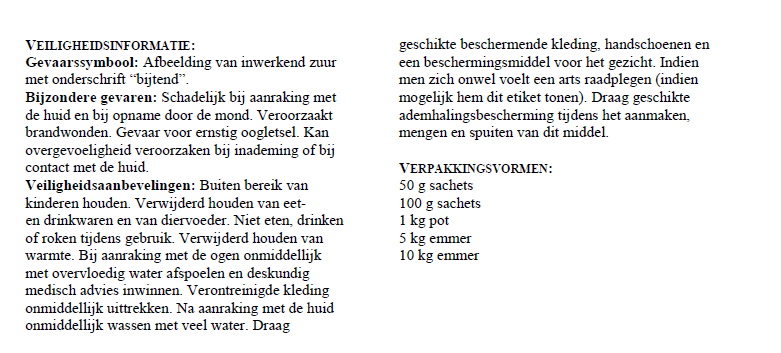 VEILIGHEIDSINFORMATIE:
Gevaarssymbool: Afbeelding van inwerkend zuur
met onderschrift “bijtend”.
Bijzondere gevaren: Schadelijk bij aanraking met
de huid en bij opname door de mond. Veroorzaakt
brandwonden. Gevaar voor ernstig oogletsel. Kan
overgevoeligheid veroorzaken bij inademing of bij
contact met de huid.
Veiligheidsaanbevelingen: Buiten bereik van
kinderen houden. Verwijderd houden van eet-
en drinkwaren en van diervoeder. Niet eten, drinken
of roken tijdens gebruik. Verwijderd houden van
warmte. Bij aanraking met de ogen onmiddellijk
met overvloedig water afspoelen en deskundig
medisch advies inwinnen. Verontreinigde kleding
onmiddellijk uittrekken. Na aanraking met de huid
onmiddellijk wassen met veel water. Draag
geschikte beschermende kleding, handschoenen en
een beschermingsmiddel voor het gezicht. Indien
men zich onwel voelt een arts raadplegen (indien
mogelijk hem dit etiket tonen). Draag geschikte
ademhalingsbescherming tijdens het aanmaken,
mengen en spuiten van dit middel.
VERPAKKINGSVORMEN:
50 g sachets
100 g sachets
1 kg pot
5 kg emmer
10 kg emmer